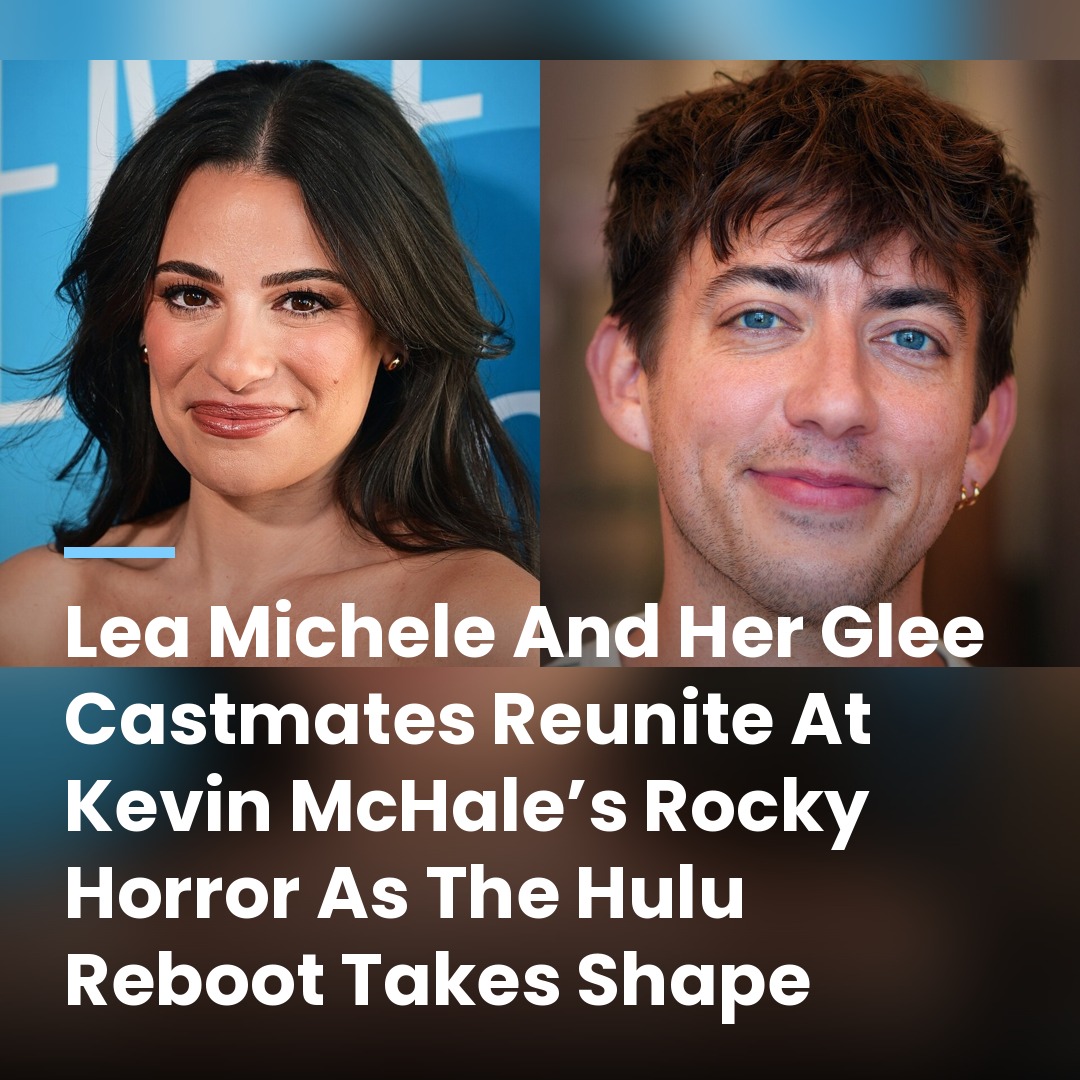 Lea Michele And Her Glee
Castmates Reunite At
Kevin McHale’s Rocky
Horror As The Hulu
Reboot Takes Shape